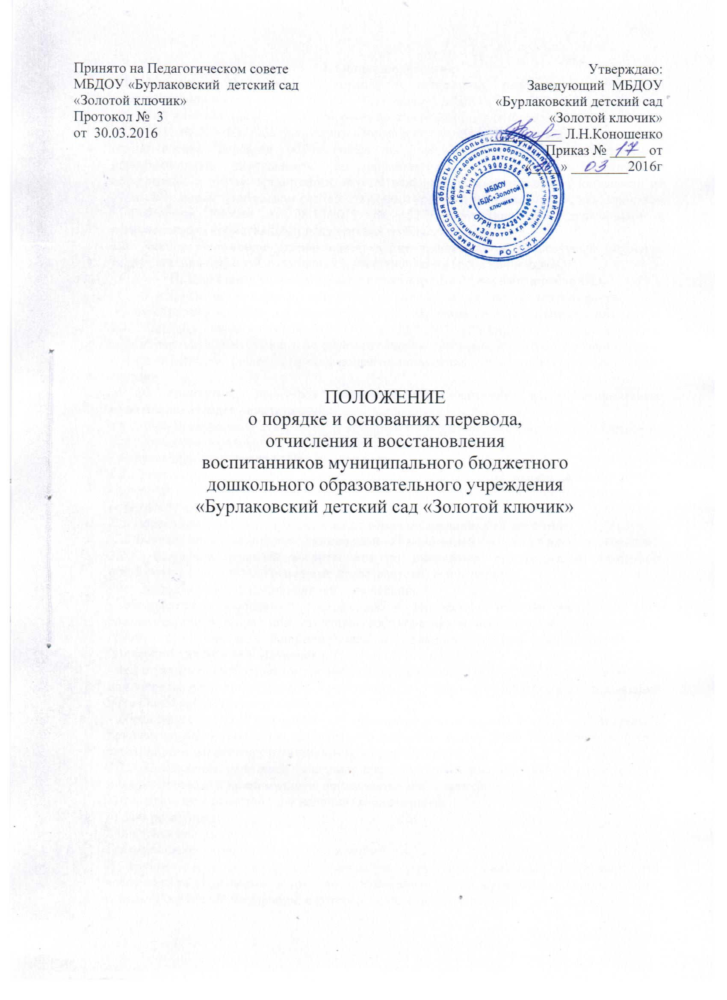 Принято на Педагогическом совете
МБДОУ «Бурлаковский детский сад
«Золотой ключик»
Протокол № 3
от 30.03.2016
Утверждаю:
Заведующий МБДОУ
«Бурлаковский детский сад
«Золотой ключик»
Л.Н.Коношенко
Приказ № 17 от
« » 03 2016г
Кемеровская область Прокопьевский муниципальный район * РОССИЯ *
Муниципальное бюджетное дошкольное образовательное учреждение *
«Бурлаковский детский сад
«Золотой ключик»
ИНН 4239005566
* ОГРН 1024201889062 *
МБДОУ
«БДС«Золотой
ключик»
ПОЛОЖЕНИЕ
о порядке и основаниях перевода,
отчисления и восстановления
воспитанников муниципального бюджетного
дошкольного образовательного учреждения
«Бурлаковский детский сад «Золотой ключик»